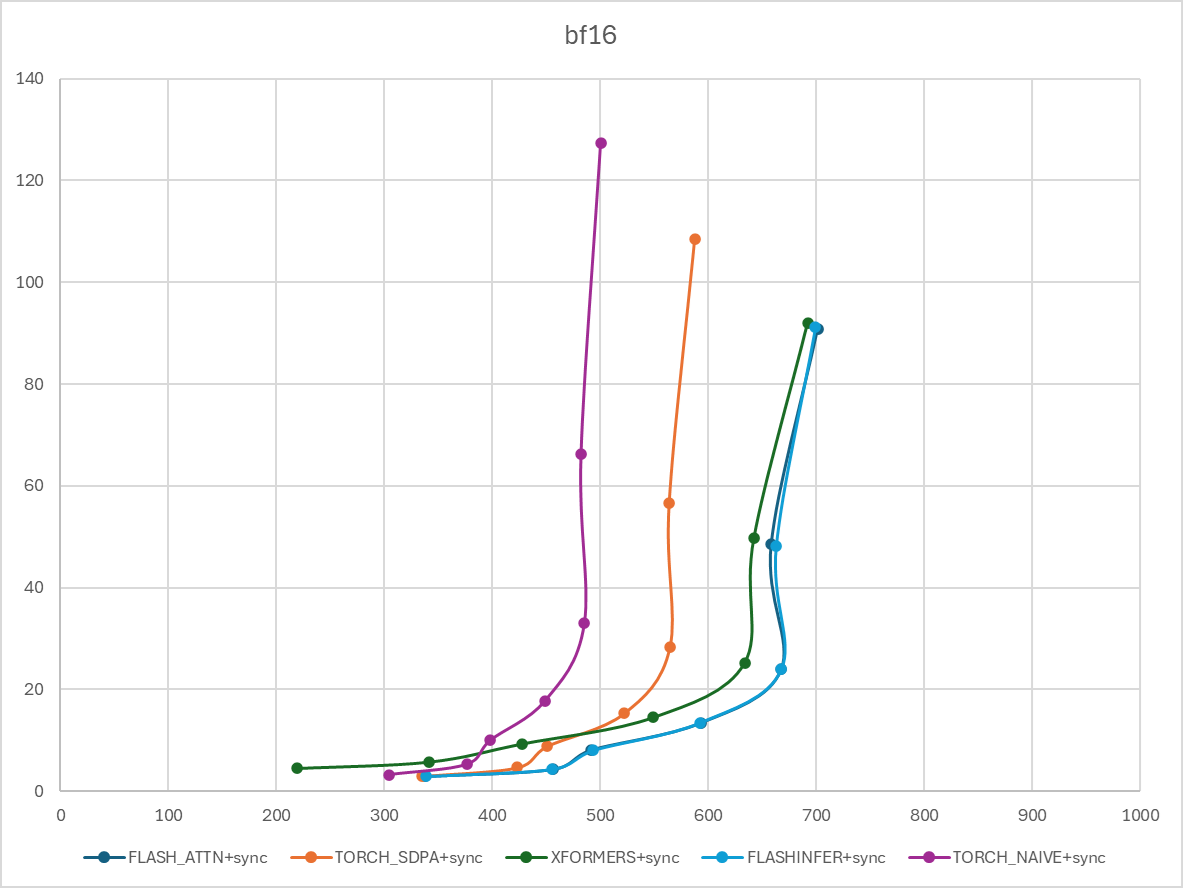 bf16
140
120
100
80
60
40
20
0
0 100 200 300 400 500 600 700 800 900 1000
FLASH_ATTN+sync TORCH_SDPA+sync XFORMERS+sync FLASHINFER+sync TORCH_NAIVE+sync